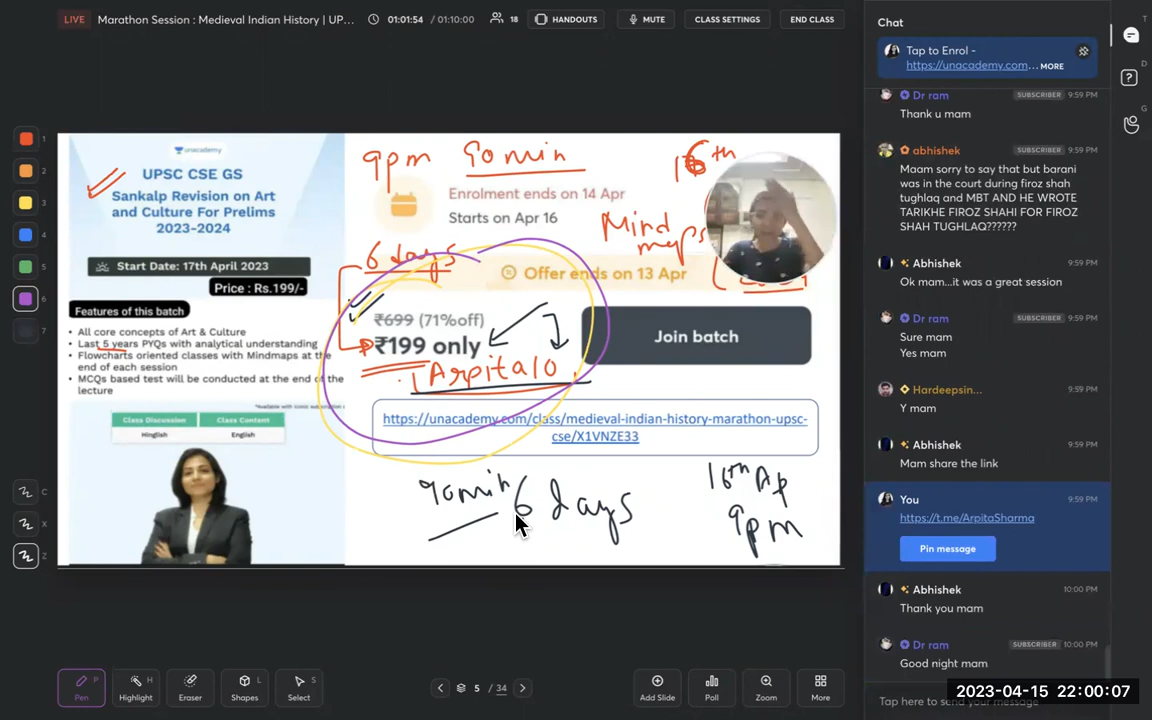 LIVE Marathon Session : Medieval Indian History | UP... 01:01:54 / 01:10:00 18 HANDOUTS MUTE CLASS SETTINGS END CLASS
1
2
3
4
5
6
7
C
X
Z
unacademy
UPSC CSE GS
Sankalp Revision on Art
and Culture For Prelims
2023-2024
Start Date: 17th April 2023
Price : Rs.199/-
Features of this batch
• All core concepts of Art & Culture
• Last 5 years PYQs with analytical understanding
• Flowcharts oriented classes with Mindmaps at the
end of each session
• MCQs based test will be conducted at the end of the
lecture
*Available with Iconic subscription
Class Discussion Class Content
Hinglish English
9pm 90min
16th
Enrolment ends on 14 Apr
Starts on Apr 16
Mind
maps
6 days
Offer ends on 13 Apr
₹699 (71%off)
₹199 only
Join batch
Arpita10
https://unacademy.com/class/medieval-indian-history-marathon-upsc-
cse/X1VNZE33
90min 6 days
16th Ap
9pm
Pen P
Highlight H
Eraser
Shapes L
Select S
5 / 34
Add Slide
Poll
Zoom
More
Chat
Tap to Enrol -
https://unacademy.com... MORE
Dr ram SUBSCRIBER 9:59 PM
Thank u mam
abhishek SUBSCRIBER 9:59 PM
Maam sorry to say that but barani
was in the court during firoz shah
tughlaq and MBT AND HE WROTE
TARIKHE FIROZ SHAHI FOR FIROZ
SHAH TUGHLAQ??????
Abhishek 9:59 PM
Ok mam...it was a great session
Dr ram SUBSCRIBER 9:59 PM
Sure mam
Yes mam
Hardeepsin... 9:59 PM
Y mam
Abhishek 9:59 PM
Mam share the link
You 9:59 PM
https://t.me/ArpitaSharma
Pin message
Abhishek 10:00 PM
Thank you mam
Dr ram SUBSCRIBER 10:00 PM
Good night mam
Tap here to send your message
2023-04-15 22:00:07
T
D
G